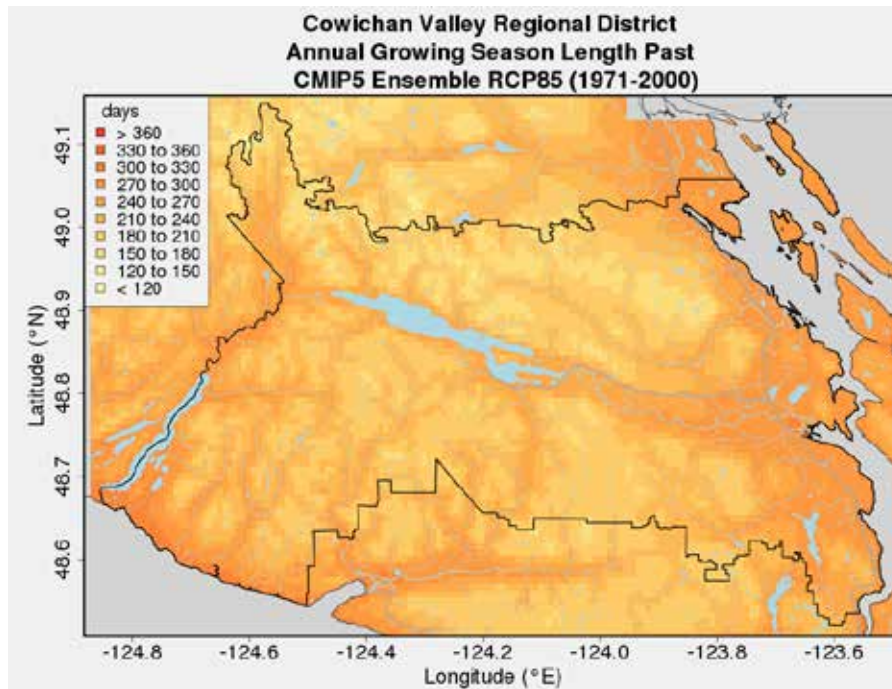 Cowichan Valley Regional District
Annual Growing Season Length Past
CMIP5 Ensemble RCP85 (1971-2000)
days
> 360
330 to 360
300 to 330
270 to 300
240 to 270
210 to 240
180 to 210
150 to 180
120 to 150
< 120
Latitude (°N)
49.1
49.0
48.9
48.8
48.7
48.6
-124.8
-124.6
-124.4
-124.2
-124.0
-123.8
-123.6
Longitude (°E)